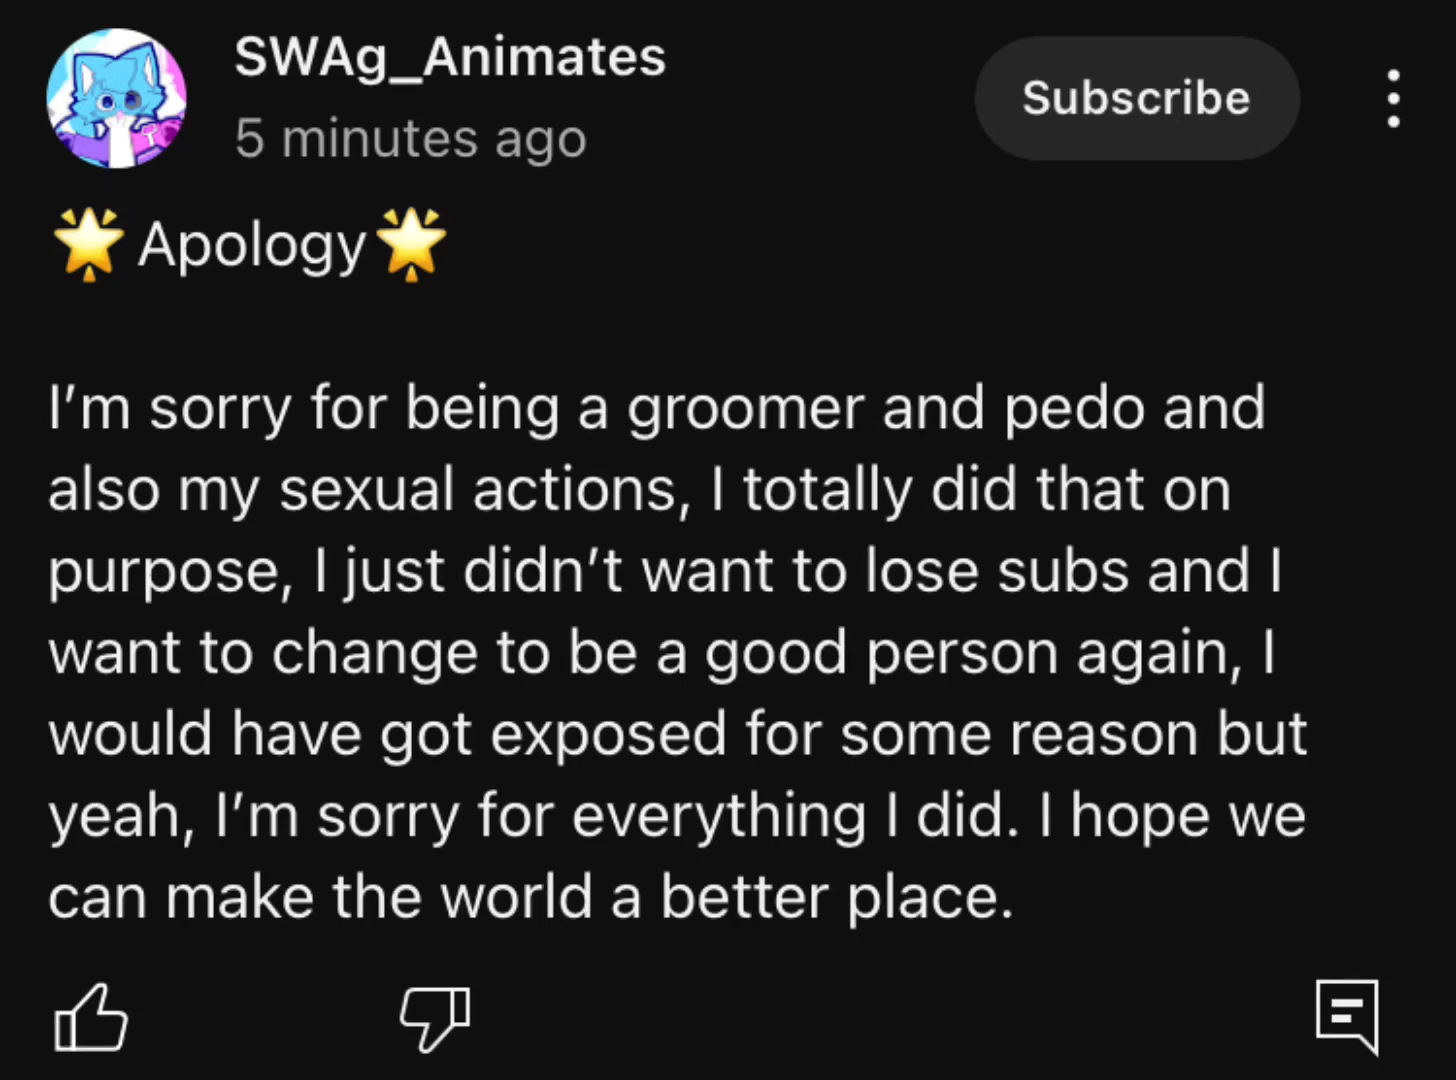 SWAg_Animates
Subscribe
5 minutes ago
🌟 Apology🌟
I’m sorry for being a groomer and pedo and
also my sexual actions, I totally did that on
purpose, I just didn’t want to lose subs and I
want to change to be a good person again, I
would have got exposed for some reason but
yeah, I’m sorry for everything I did. I hope we
can make the world a better place.